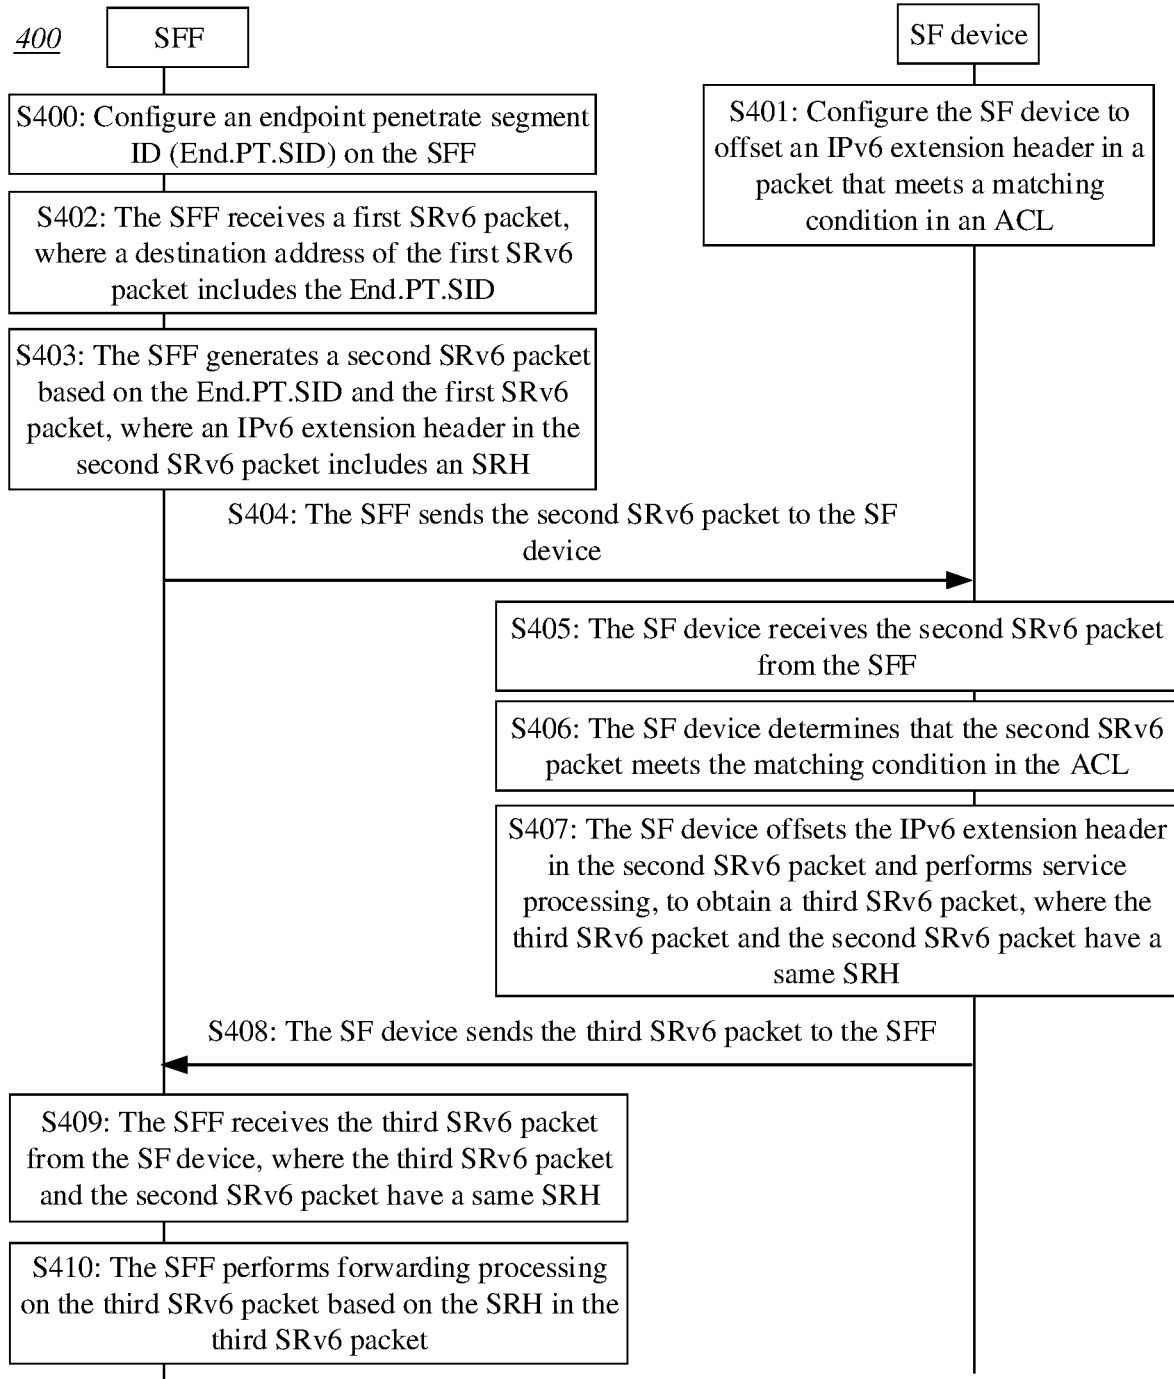 400
SFF
SF device
S400: Configure an endpoint penetrate segment
ID (End.PT.SID) on the SFF
S401: Configure the SF device to
offset an IPv6 extension header in a
packet that meets a matching
condition in an ACL
S402: The SFF receives a first SRv6 packet,
where a destination address of the first SRv6
packet includes the End.PT.SID
S403: The SFF generates a second SRv6 packet
based on the End.PT.SID and the first SRv6
packet, where an IPv6 extension header in the
second SRv6 packet includes an SRH
S404: The SFF sends the second SRv6 packet to the SF
device
S405: The SF device receives the second SRv6 packet
from the SFF
S406: The SF device determines that the second SRv6
packet meets the matching condition in the ACL
S407: The SF device offsets the IPv6 extension header
in the second SRv6 packet and performs service
processing, to obtain a third SRv6 packet, where the
third SRv6 packet and the second SRv6 packet have a
same SRH
S408: The SF device sends the third SRv6 packet to the SFF
S409: The SFF receives the third SRv6 packet
from the SF device, where the third SRv6 packet
and the second SRv6 packet have a same SRH
S410: The SFF performs forwarding processing
on the third SRv6 packet based on the SRH in the
third SRv6 packet